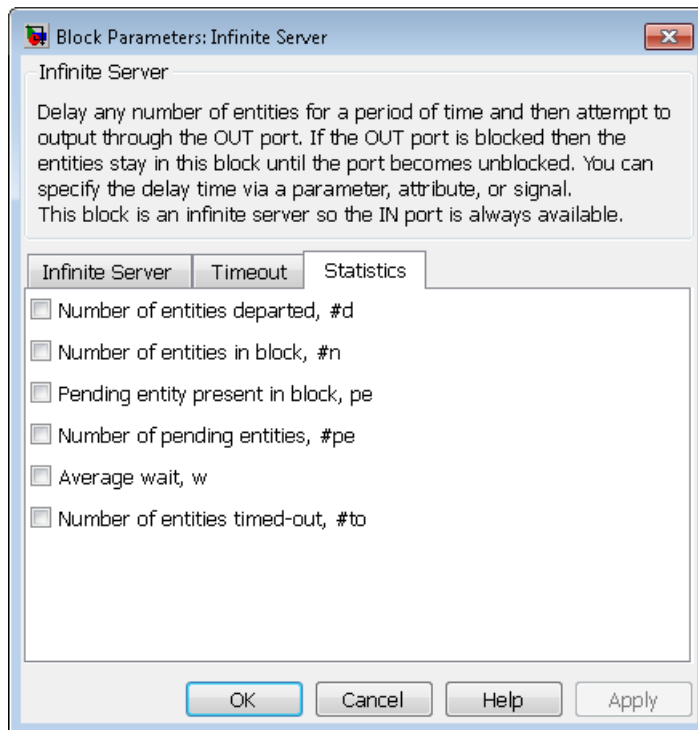 Block Parameters: Infinite Server
Infinite Server
Delay any number of entities for a period of time and then attempt to
output through the OUT port. If the OUT port is blocked then the
entities stay in this block until the port becomes unblocked. You can
specify the delay time via a parameter, attribute, or signal.
This block is an infinite server so the IN port is always available.
Infinite Server Timeout Statistics
Number of entities departed, #d
Number of entities in block, #n
Pending entity present in block, pe
Number of pending entities, #pe
Average wait, w
Number of entities timed-out, #to
OK Cancel Help Apply